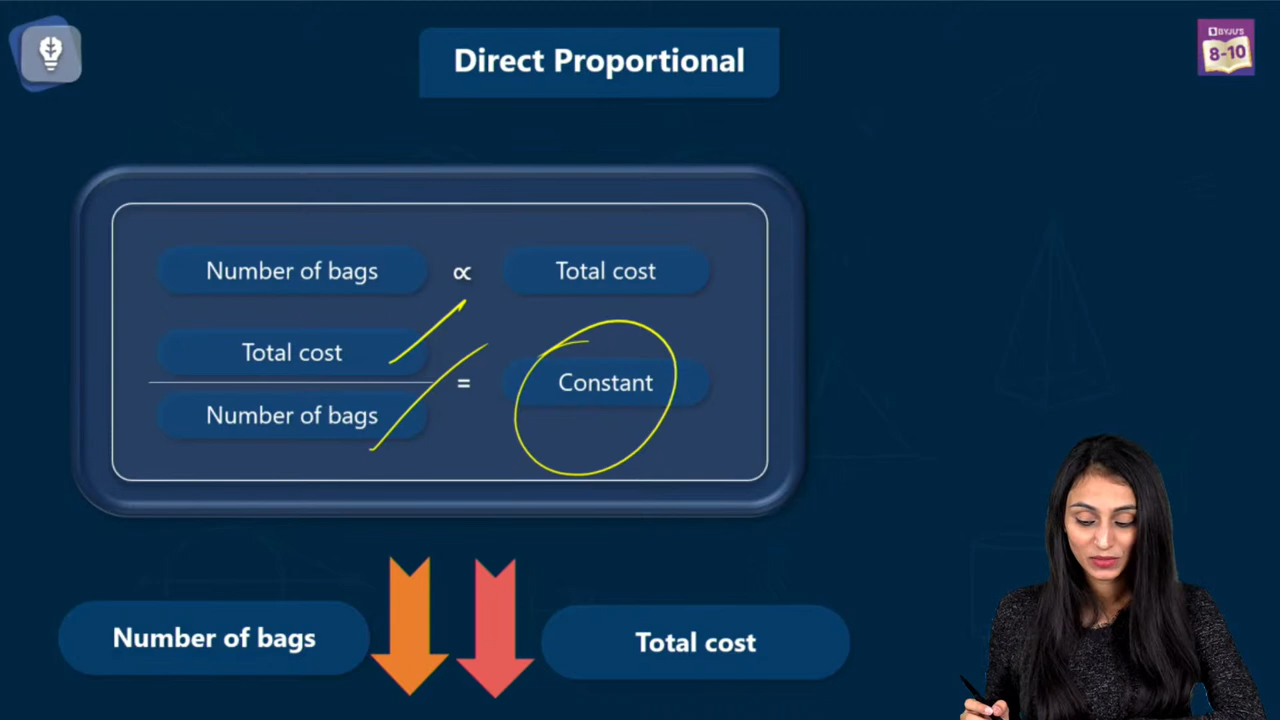 Direct Proportional
BYJU'S
8-10
Number of bags ∝ Total cost
Total cost
= Constant
Number of bags
Number of bags
Total cost